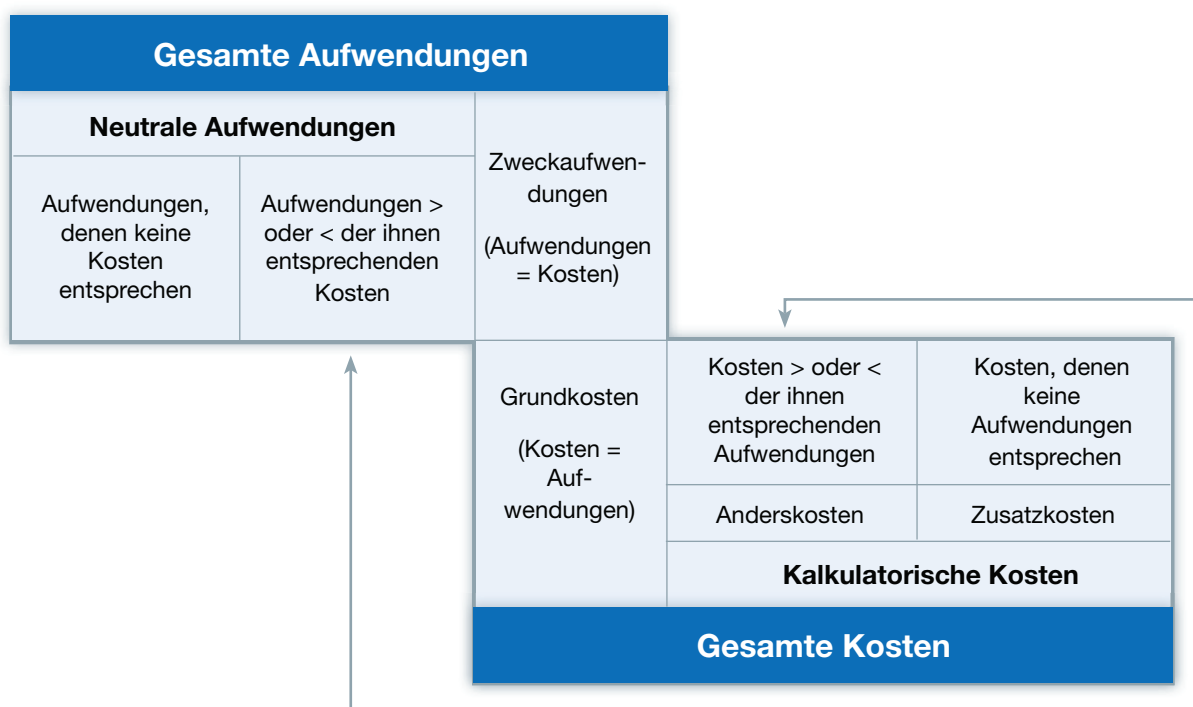 Gesamte Aufwendungen
Neutrale Aufwendungen
Aufwendungen,
denen keine
Kosten
entsprechen
Aufwendungen >
oder < der ihnen
entsprechenden
Kosten
Zweckaufwen-
dungen
(Aufwendungen
= Kosten)
Grundkosten
(Kosten =
Auf-
wendungen)
Kosten > oder <
der ihnen
entsprechenden
Aufwendungen
Kosten, denen
keine
Aufwendungen
entsprechen
Anderskosten
Zusatzkosten
Kalkulatorische Kosten
Gesamte Kosten